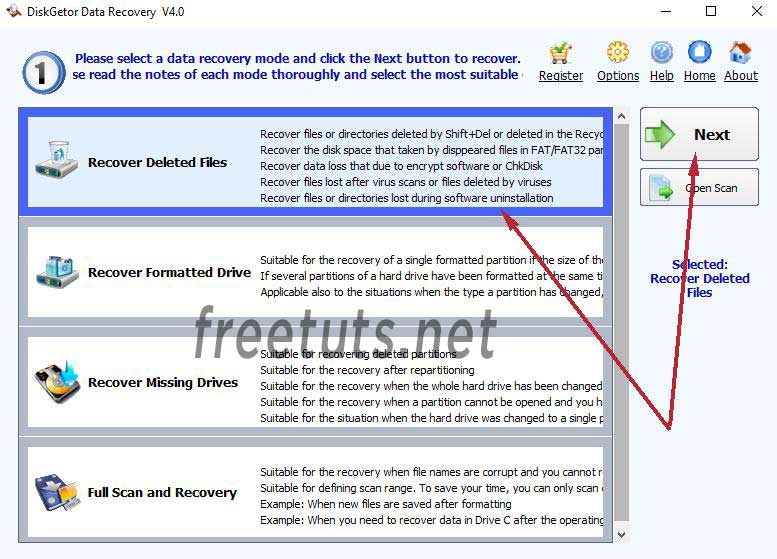 DiskGetor Data Recovery V4.0
1
Please select a data recovery mode and click the Next button to recover.
se read the notes of each mode thoroughly and select the most suitable
Register
Options
Help
Home
About
Recover Deleted Files
Recover files or directories deleted by Shift+Del or deleted in the Recyc
Recover the disk space that taken by disppeared files in FAT/FAT32 par
Recover data loss that due to encrypt software or ChkDisk
Recover files lost after virus scans or files deleted by viruses
Recover files or directories lost during software uninstallation
Next
Open Scan
Selected:
Recover Deleted
Files
Recover Formatted Drive
Suitable for the recovery of a single formatted partition if the size of the
If several partitions of a hard drive have been formatted at the same ti
Applicable also to the situations when the type a partition has changed,
freetuts.net
Recover Missing Drives
Suitable for recovering deleted partitions
Suitable for the recovery after repartitioning
Suitable for the recovery when the whole hard drive has been changed
Suitable for the recovery when a partition cannot be opened and you h
Suitable for the situation when the hard drive was changed to a single p
Full Scan and Recovery
Suitable for the recovery when file names are corrupt and you cannot r
Suitable for defining scan range. To save your time, you can only scan
Example: When new files are saved after formatting
Example: When you need to recover data in Drive C after the operating